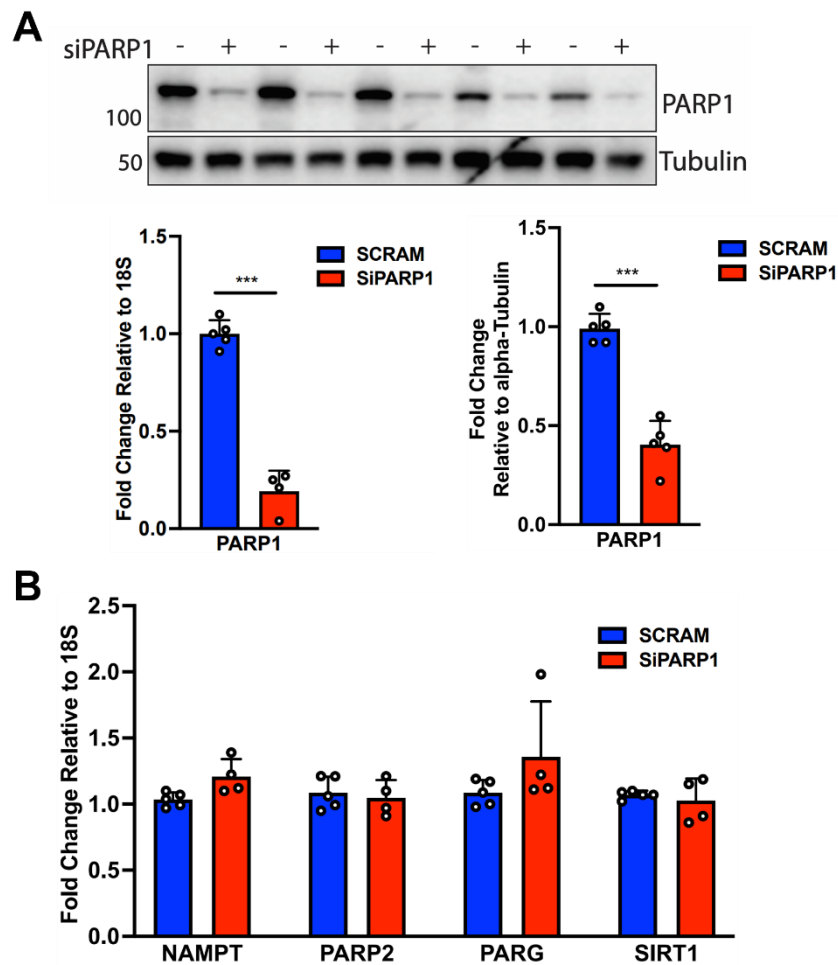 A
siPARP1 - + - + - + - + - +
100
PARP1
50
Tubulin
Fold Change Relative to 18S
1.5
1.0
0.5
0.0
***
SCRAM
SiPARP1
PARP1
Fold Change
Relative to alpha-Tubulin
1.5
1.0
0.5
0.0
***
SCRAM
SiPARP1
PARP1
B
Fold Change Relative to 18S
2.5
2.0
1.5
1.0
0.5
0.0
SCRAM
SiPARP1
NAMPT PARP2 PARG SIRT1